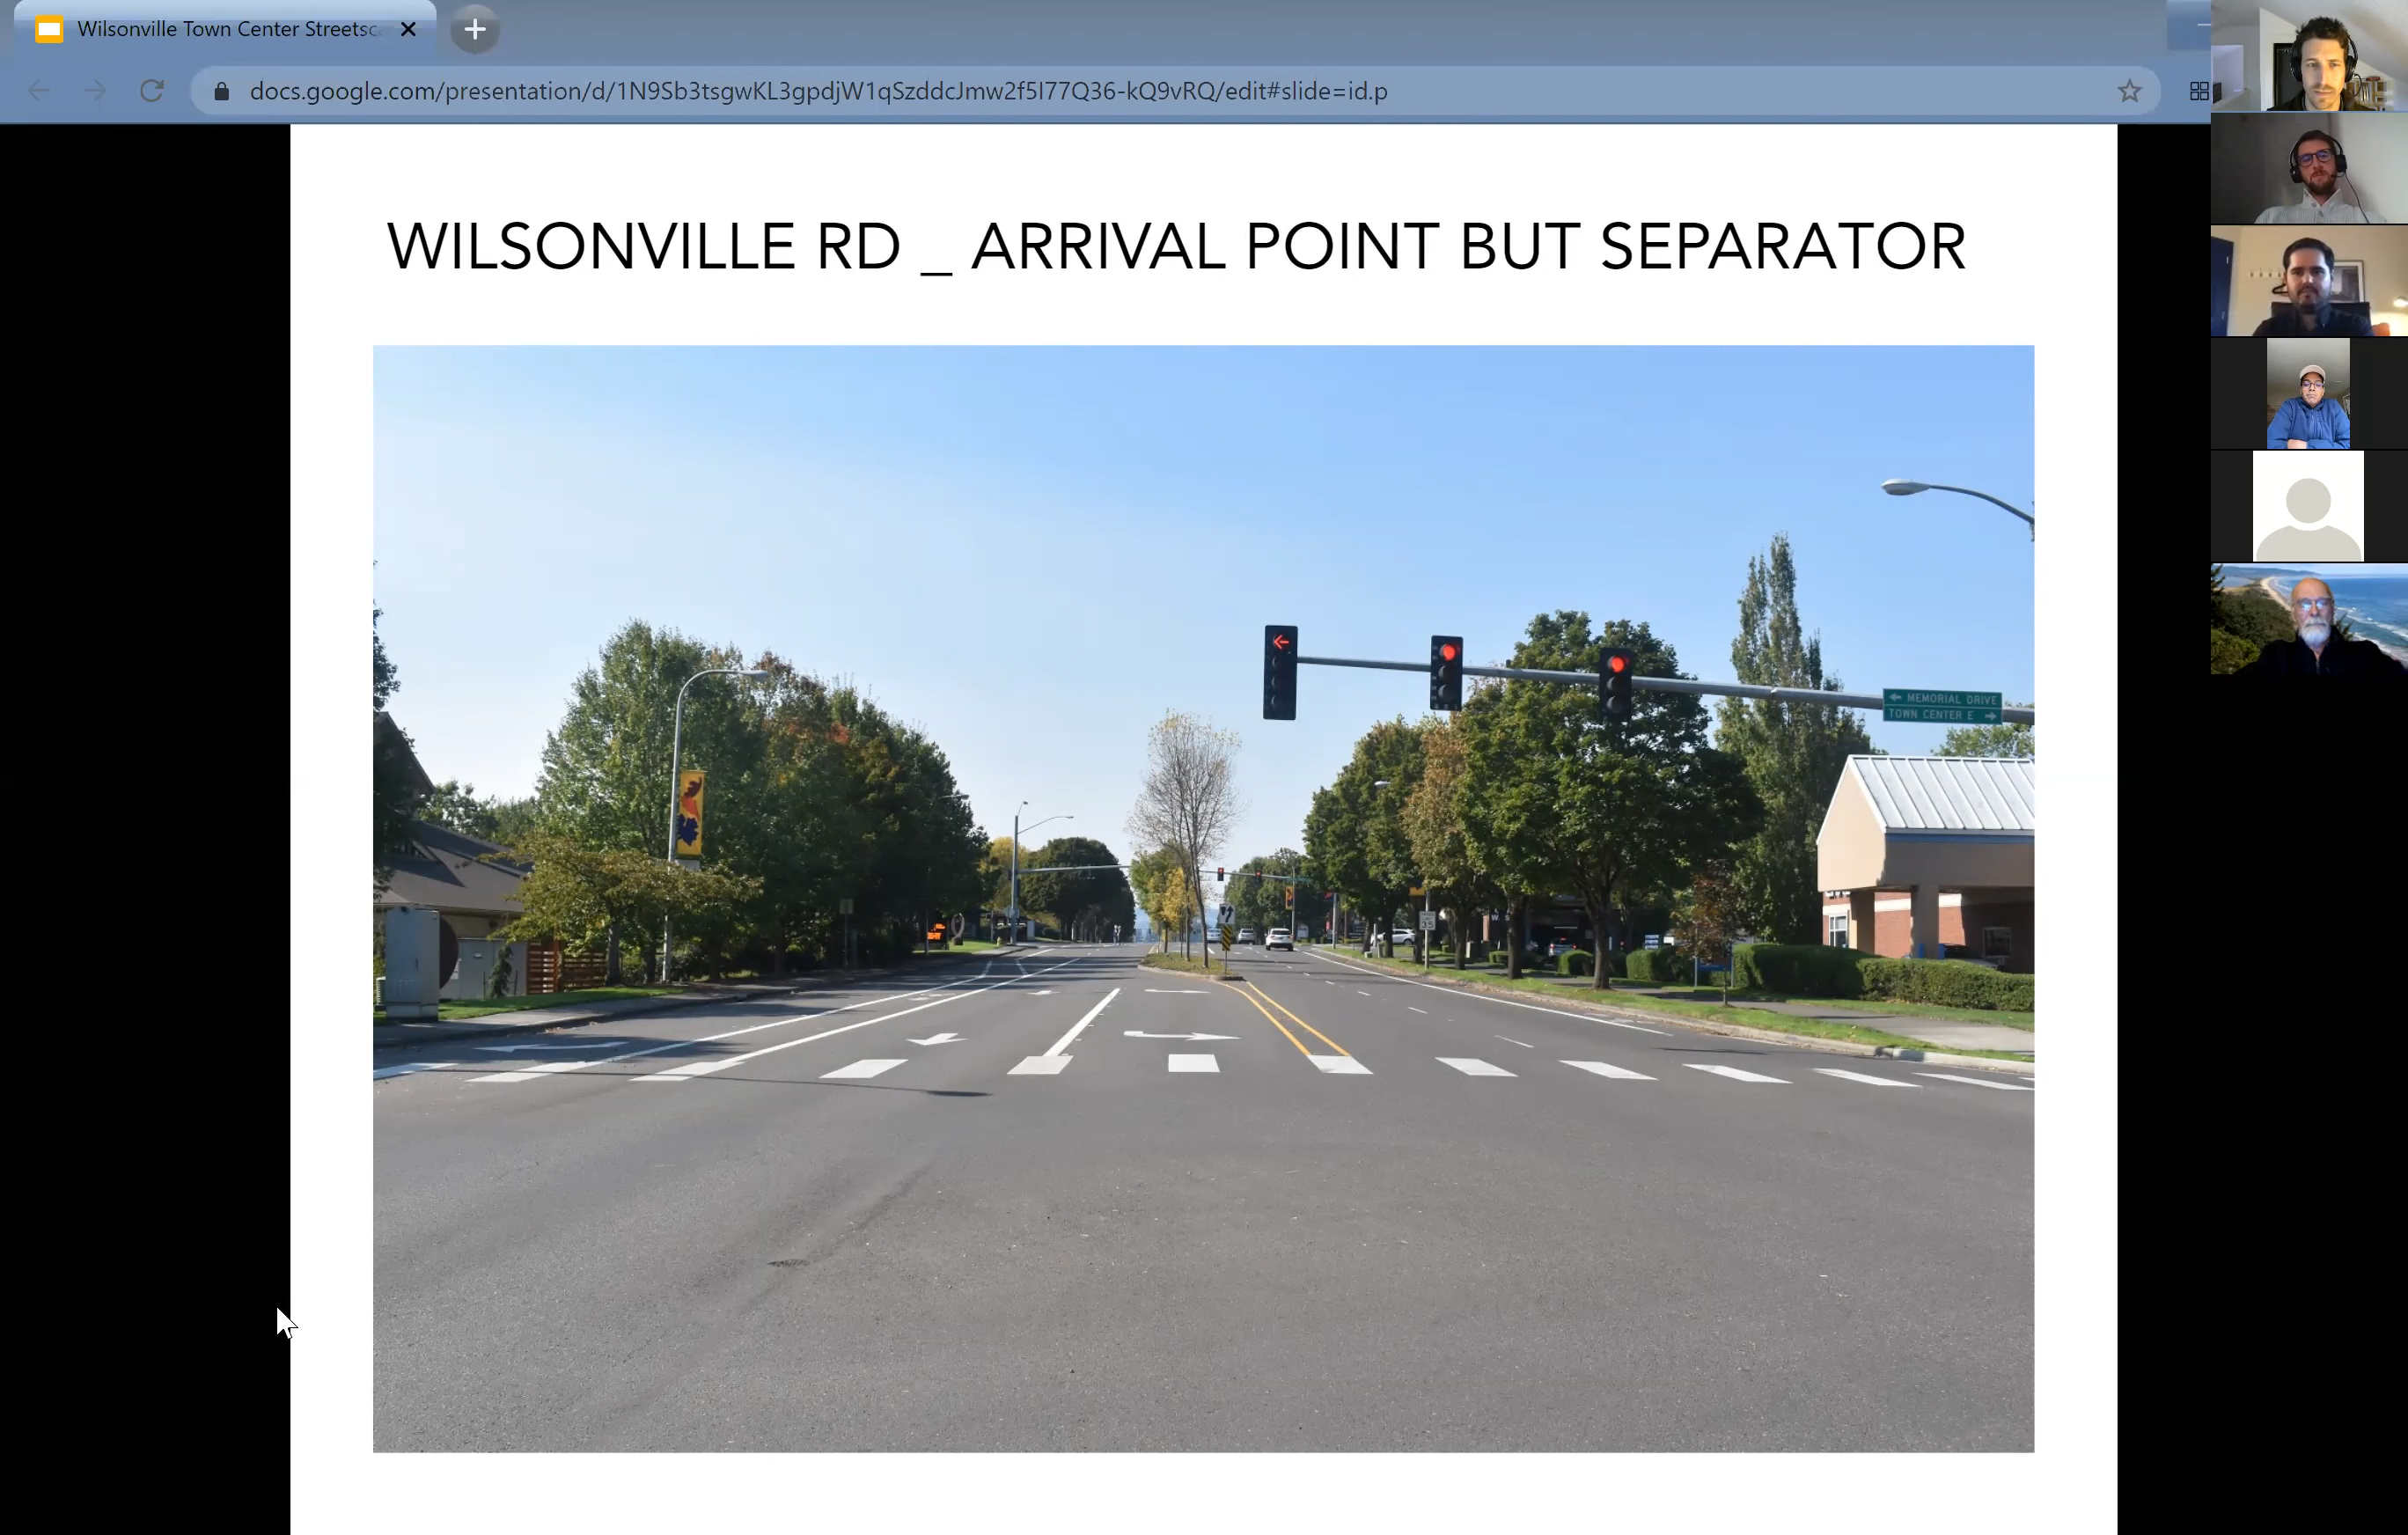 Wilsonville Town Center Streetsc
docs.google.com/presentation/d/1N9Sb3tsgwKL3gpdjW1qSzddcJmw2f5I77Q36-kQ9vRQ/edit#slide=id.p
WILSONVILLE RD _ ARRIVAL POINT BUT SEPARATOR
← MEMORIAL DRIVE
TOWN CENTER E →
35